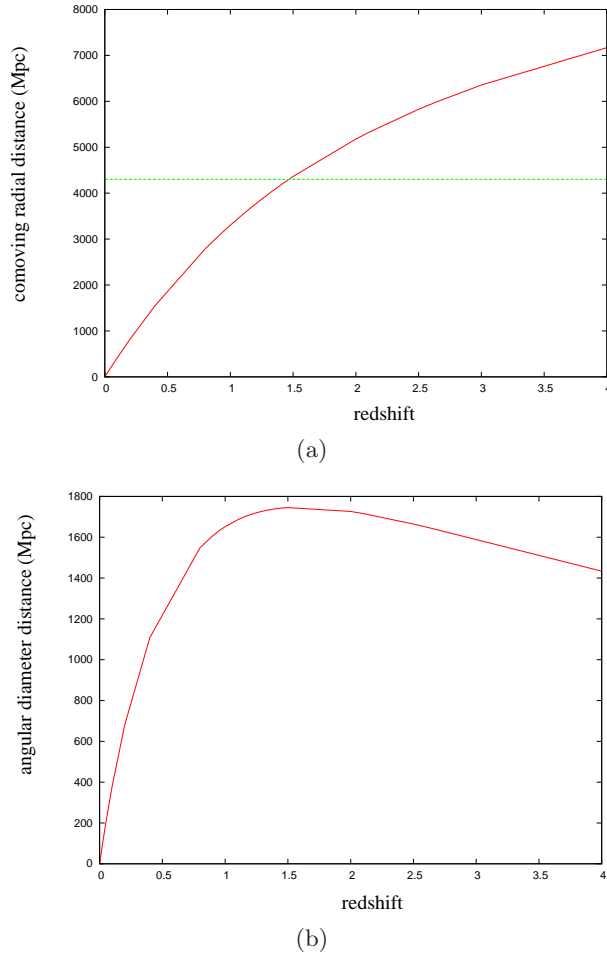 comoving radial distance (Mpc)
8000
7000
6000
5000
4000
3000
2000
1000
0
0 0.5 1 1.5 2 2.5 3 3.5 4
redshift
(a)
angular diameter distance (Mpc)
1800
1600
1400
1200
1000
800
600
400
200
0
0 0.5 1 1.5 2 2.5 3 3.5 4
redshift
(b)